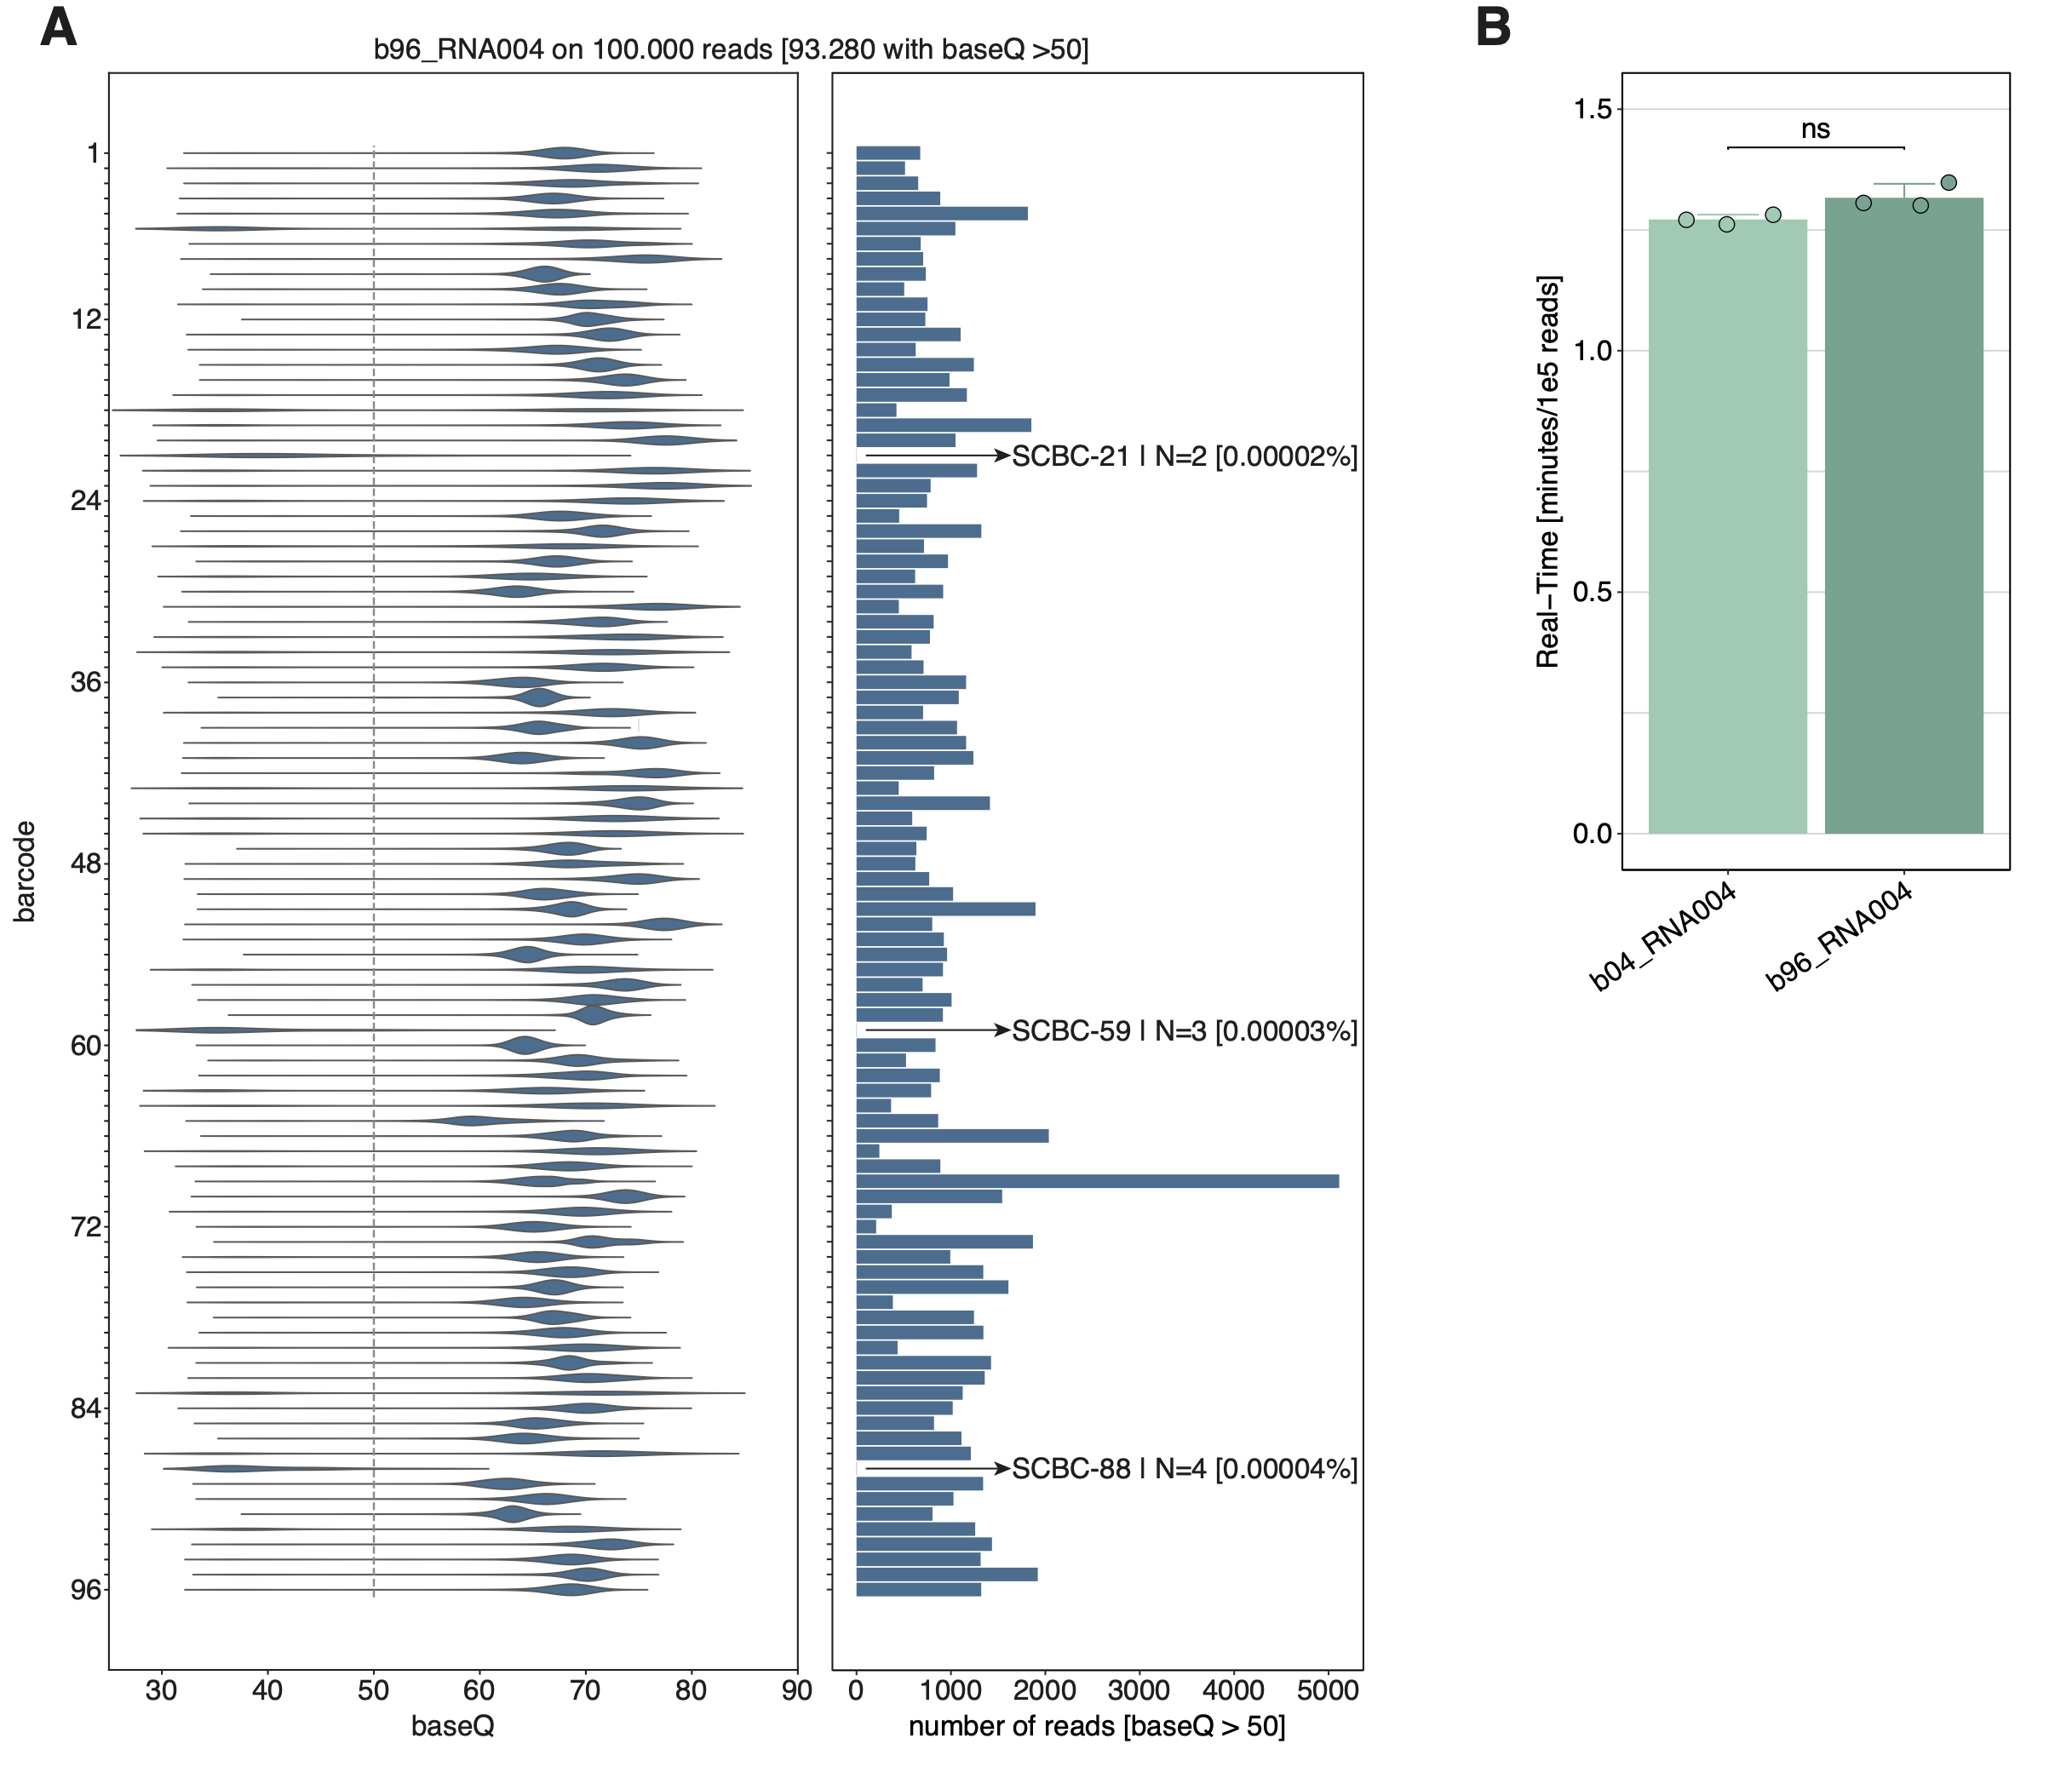 A
b96_RNA004 on 100.000 reads [93.280 with baseQ >50]
barcode
1
12
24
36
48
60
72
84
96
30 40 50 60 70 80 90
baseQ
SCBC-21 | N=2 [0.00002%]
SCBC-59 | N=3 [0.00003%]
SCBC-88 | N=4 [0.00004%]
0 1000 2000 3000 4000 5000
number of reads [baseQ > 50]
B
Real−Time [minutes/1e5 reads]
1.5
1.0
0.5
0.0
ns
b04_RNA004
b96_RNA004